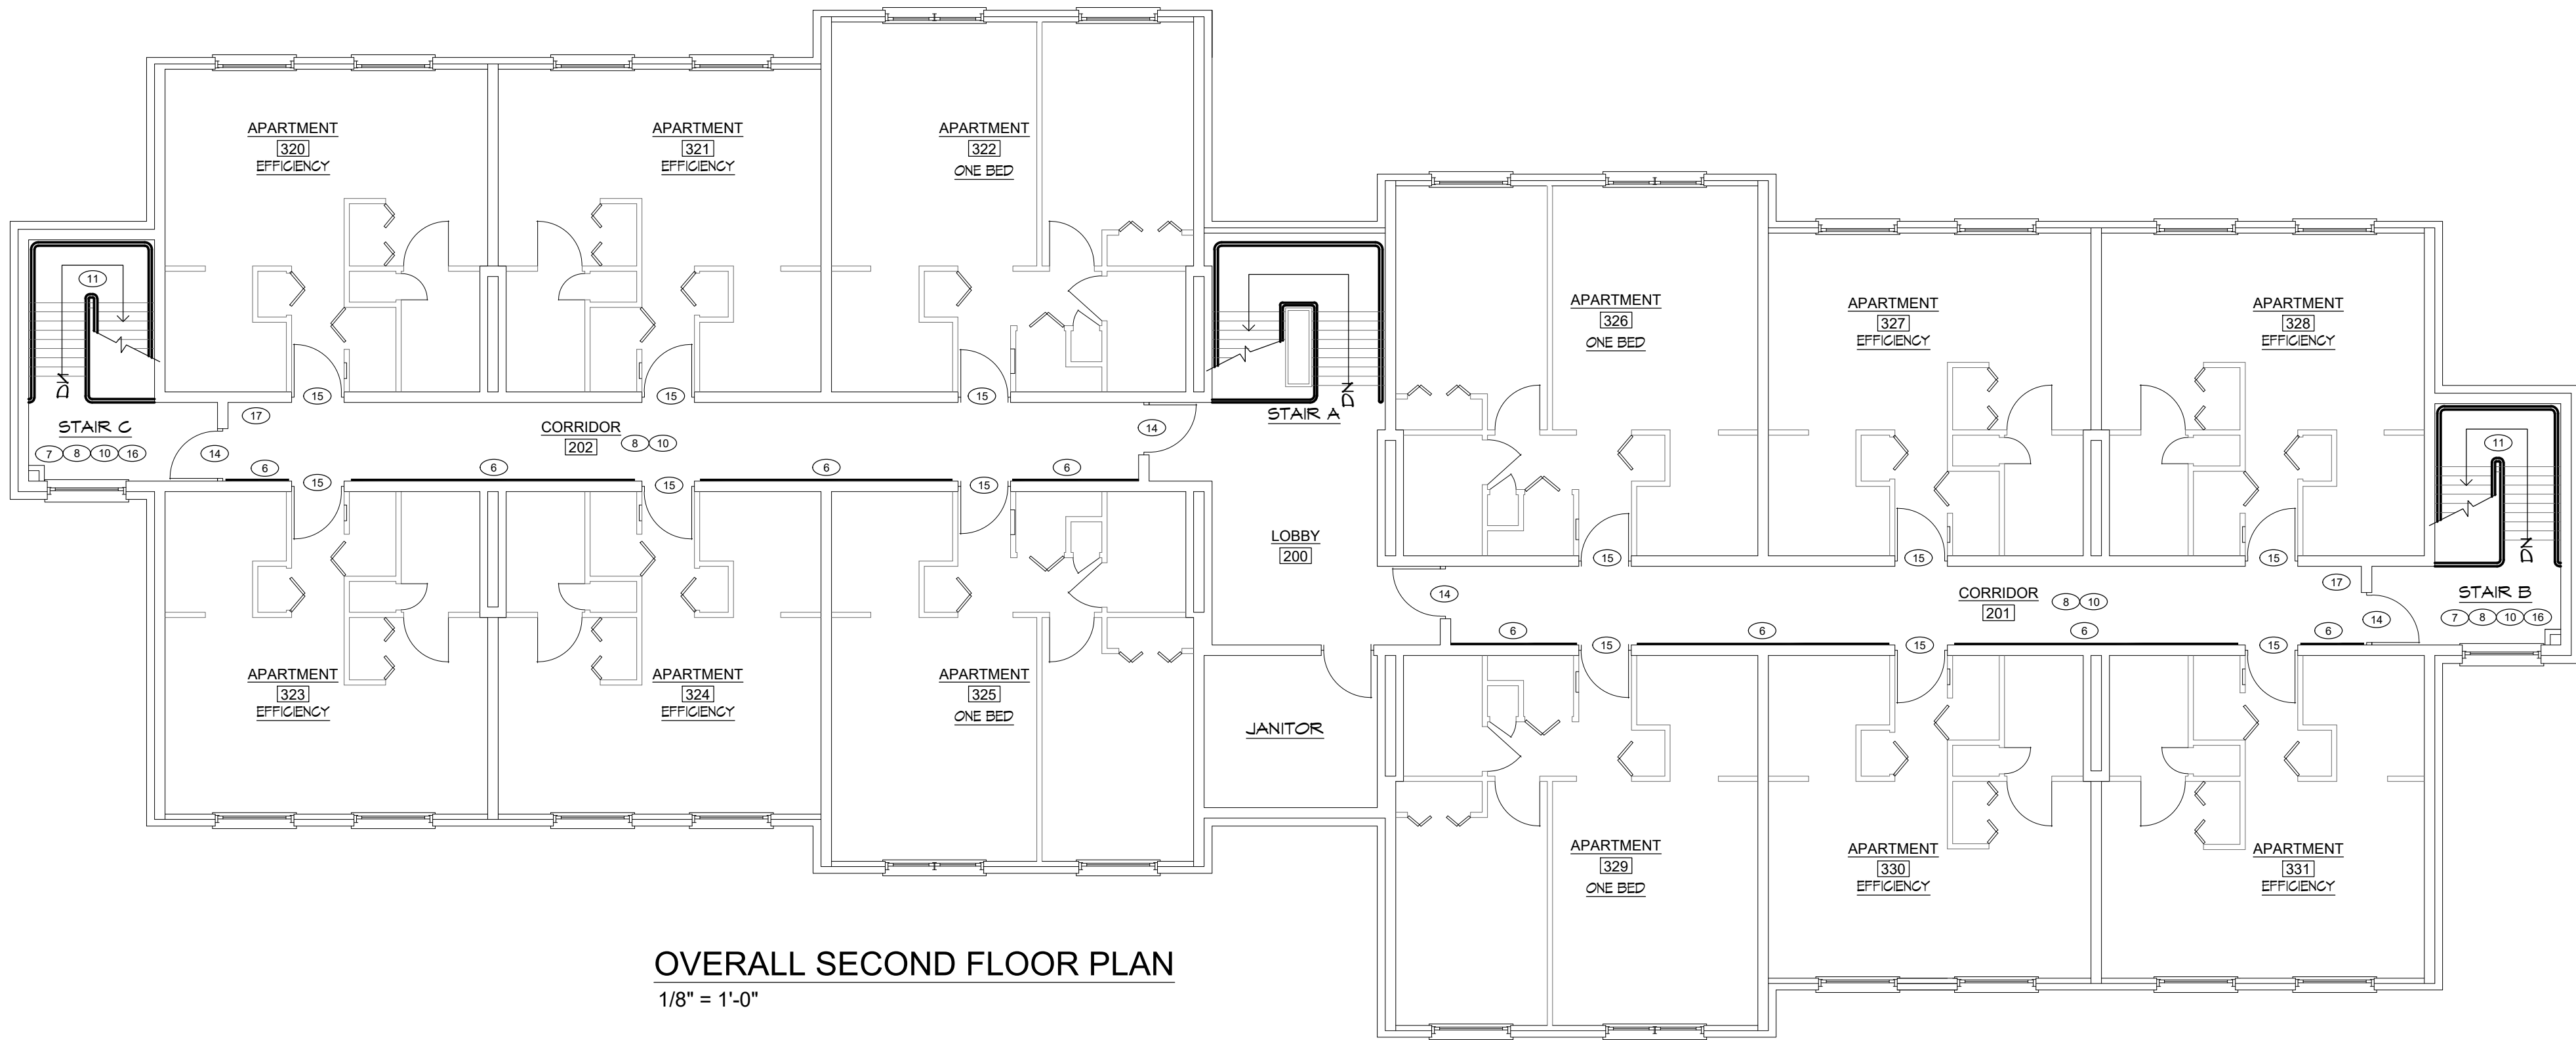 APARTMENT
320
EFFICIENCY
APARTMENT
321
EFFICIENCY
APARTMENT
322
ONE BED
11
DN
15
15
15
17
STAIR C
7 8 10 16
14
CORRIDOR
202
8 10
14
STAIR A
DN
6
15
6
15
6
15
6
APARTMENT
323
EFFICIENCY
APARTMENT
324
EFFICIENCY
APARTMENT
325
ONE BED
LOBBY
200
JANITOR
APARTMENT
326
ONE BED
APARTMENT
327
EFFICIENCY
APARTMENT
328
EFFICIENCY
11
DN
15
15
15
14
CORRIDOR
201
8 10
17
14
STAIR B
7 8 10 16
6
15
6
15
6
15
6
APARTMENT
329
ONE BED
APARTMENT
330
EFFICIENCY
APARTMENT
331
EFFICIENCY
OVERALL SECOND FLOOR PLAN
1/8" = 1'-0"